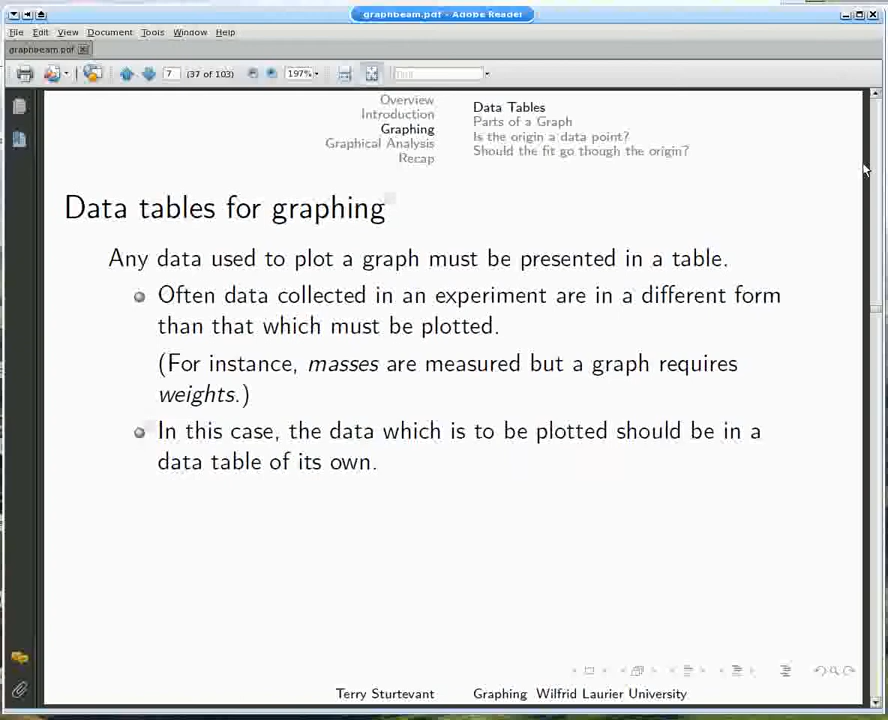 graphbeam.pdf - Adobe Reader
File Edit View Document Tools Window Help
graphbeam.pdf
7 (37 of 103) 197% Find
Overview
Introduction
Graphing
Graphical Analysis
Recap
Data Tables
Parts of a Graph
Is the origin a data point?
Should the fit go though the origin?
Data tables for graphing
Any data used to plot a graph must be presented in a table.
Often data collected in an experiment are in a different form
than that which must be plotted.
(For instance, masses are measured but a graph requires
weights.)
In this case, the data which is to be plotted should be in a
data table of its own.
Terry Sturtevant Graphing Wilfrid Laurier University